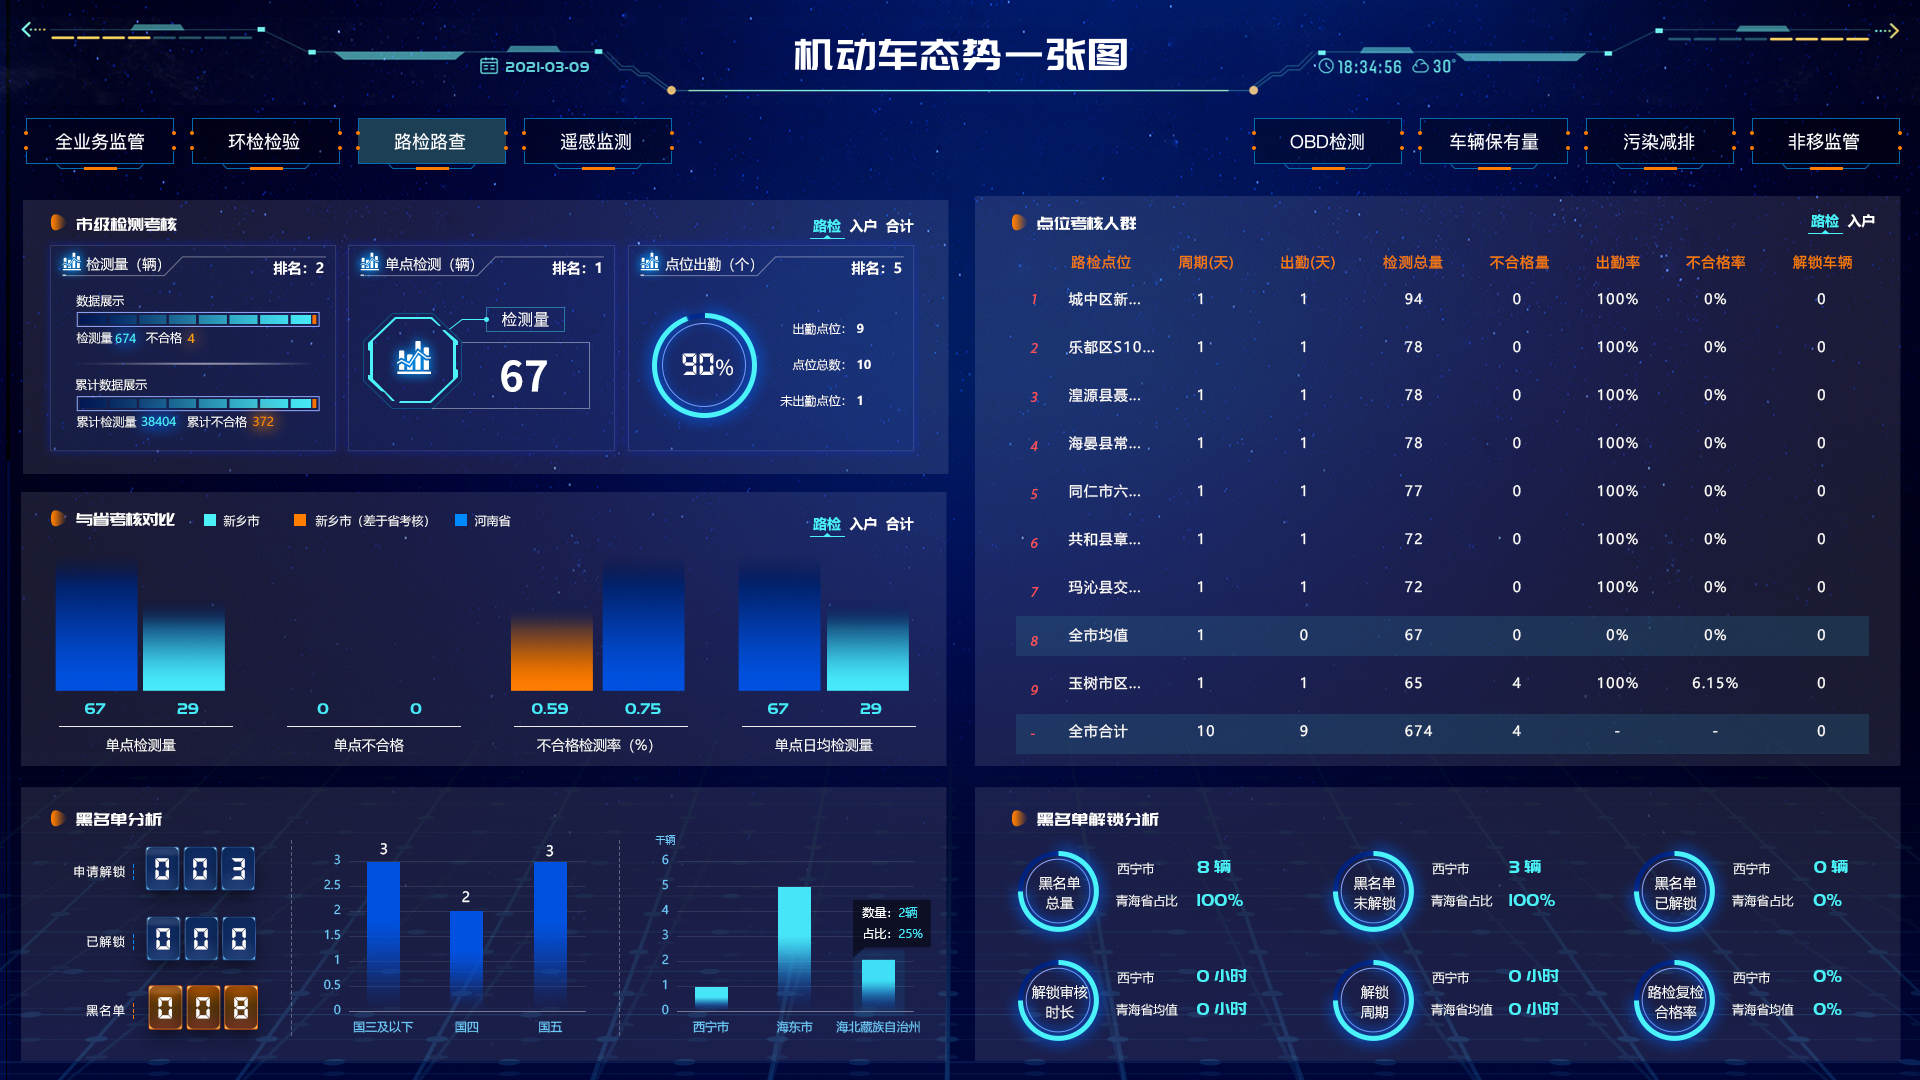 2021-03-09
机动车态势一张图
18:34:56 30°
全业务监管 环检检验 路检路查 遥感监测 OBD检测 车辆保有量 污染减排 非移监管
市级检测考核
路检 入户 合计
检测量（辆） 排名：2
数据展示
检测量 674 不合格 4
累计数据展示
累计检测量 38404 累计不合格 372
单点检测（辆） 排名：1
检测量
67
点位出勤（个） 排名：5
90%
出勤点位： 9
点位总数： 10
未出勤点位： 1
与省考核对比 新乡市 新乡市（差于省考核） 河南省
路检 入户 合计
67 29 0 0 0.59 0.75 67 29
单点检测量 单点不合格 不合格检测率（%） 单点日均检测量
点位考核人群
路检 入户
路检点位 周期(天) 出勤(天) 检测总量 不合格量 出勤率 不合格率 解锁车辆
1 城中区新... 1 1 94 0 100% 0% 0
2 乐都区S10... 1 1 78 0 100% 0% 0
3 湟源县聂... 1 1 78 0 100% 0% 0
4 海晏县常... 1 1 78 0 100% 0% 0
5 同仁市六... 1 1 77 0 100% 0% 0
6 共和县章... 1 1 72 0 100% 0% 0
7 玛沁县交... 1 1 72 0 100% 0% 0
8 全市均值 1 0 67 0 0% 0% 0
9 玉树市区... 1 1 65 4 100% 6.15% 0
- 全市合计 10 9 674 4 - - 0
黑名单分析
申请解锁 003
已解锁 000
黑名单 008
3
2.5
2
1.5
1
0.5
0
3 2 3
国三及以下 国四 国五
千辆
6
5
4
3
2
1
0
数量：2辆
占比：25%
西宁市 海东市 海北藏族自治州
黑名单解锁分析
黑名单
总量
西宁市 8 辆
青海省占比 100%
黑名单
未解锁
西宁市 3 辆
青海省占比 100%
黑名单
已解锁
西宁市 0 辆
青海省占比 0%
解锁审核
时长
西宁市 0 小时
青海省均值 0 小时
解锁
周期
西宁市 0 小时
青海省均值 0 小时
路检复检
合格率
西宁市 0%
青海省均值 0%